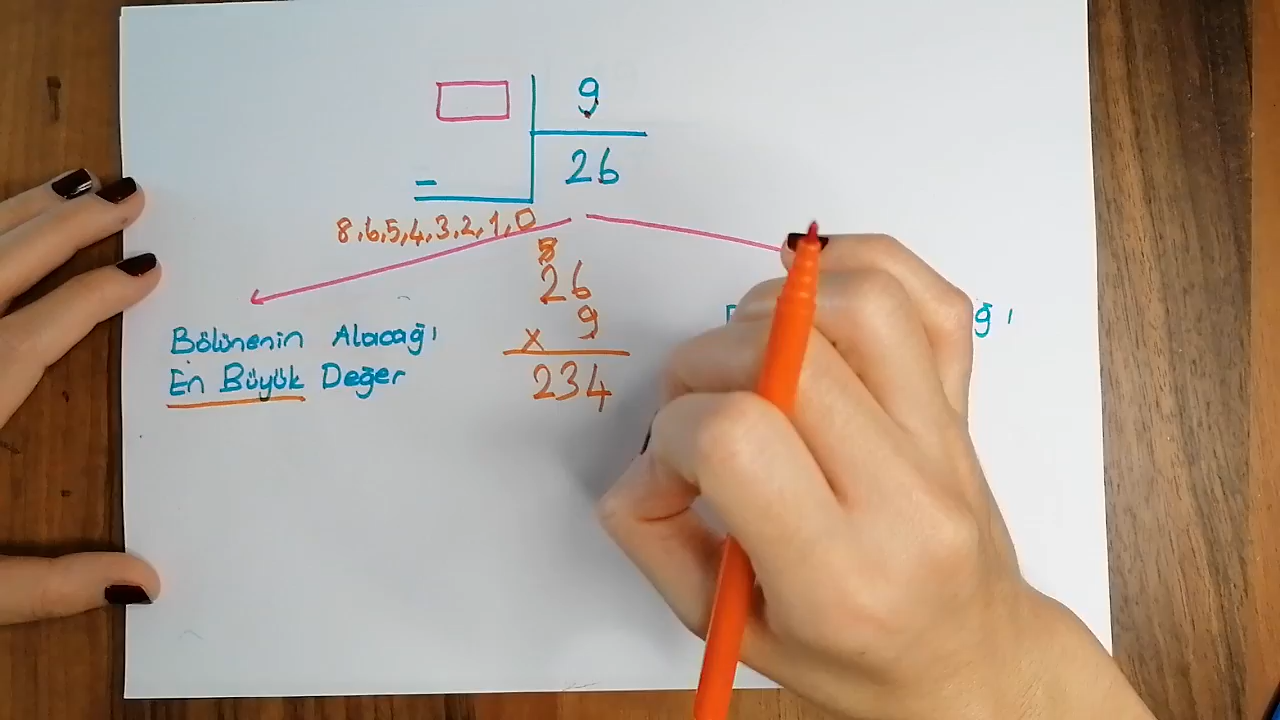 9
26
8,6,5,4,3,2,1,0
5
26
9
x
234
Bölünenin Alacağı
En Büyük Değer